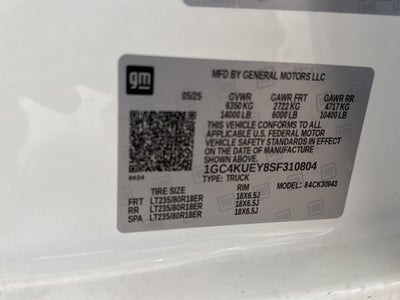 gm
MFD BY GENERAL MOTORS LLC
05/25 GVWR GAWR FRT GAWR RR
6350 KG 2722 KG 4717 KG
14000 LB 6000 LB 10400 LB
THIS VEHICLE CONFORMS TO ALL
APPLICABLE U.S. FEDERAL MOTOR
VEHICLE SAFETY STANDARDS IN
EFFECT ON THE DATE OF
MANUFACTURE SHOWN ABOVE.
1GC4KUEY8SF310804
TYPE: TRUCK
8424
MODEL: 84CK30943
TIRE SIZE RIM
FRT LT235/80R18ER 18X6.5J
RR LT235/80R18ER 18X6.5J
SPA LT235/80R18ER 18X6.5J